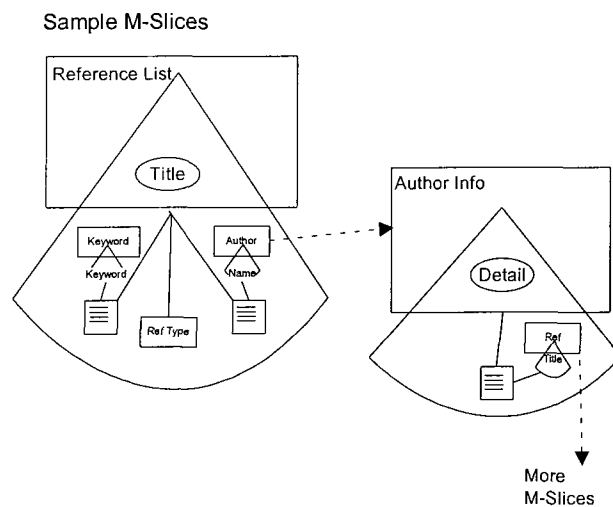 Sample M-Slices
Reference List
Title
Keyword
Keyword
Author
Name
Ref Type
Author Info
Detail
Ref
Title
More
M-Slices